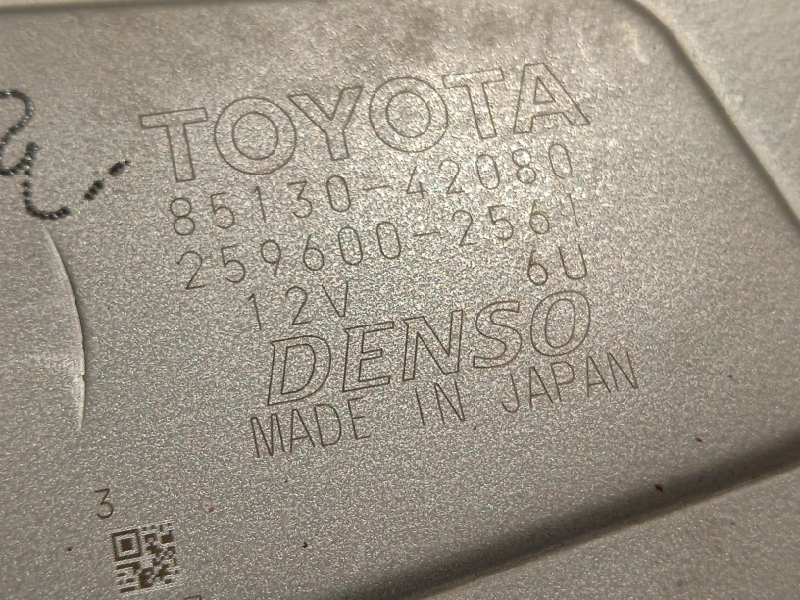 TOYOTA
85130-42080
259600-2561
12V 6U
DENSO
MADE IN JAPAN
3